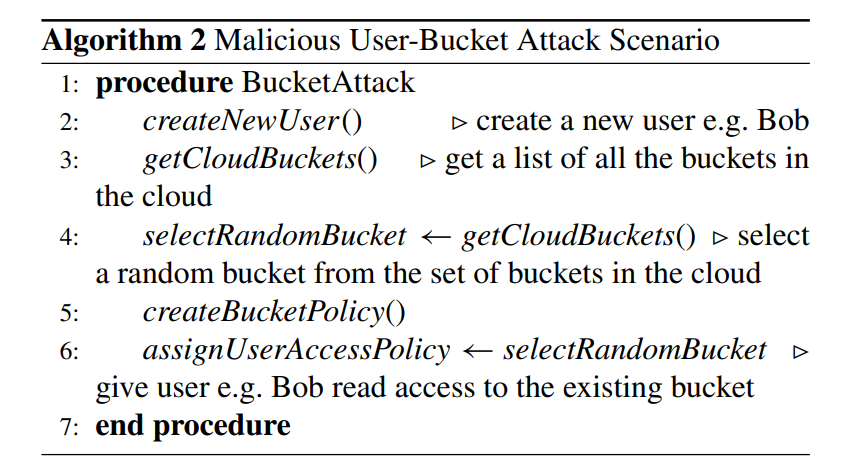 Algorithm 2 Malicious User-Bucket Attack Scenario
1: procedure BucketAttack
2: createNewUser() ▷ create a new user e.g. Bob
3: getCloudBuckets() ▷ get a list of all the buckets in
the cloud
4: selectRandomBucket ← getCloudBuckets() ▷ select
a random bucket from the set of buckets in the cloud
5: createBucketPolicy()
6: assignUserAccessPolicy ← selectRandomBucket ▷
give user e.g. Bob read access to the existing bucket
7: end procedure